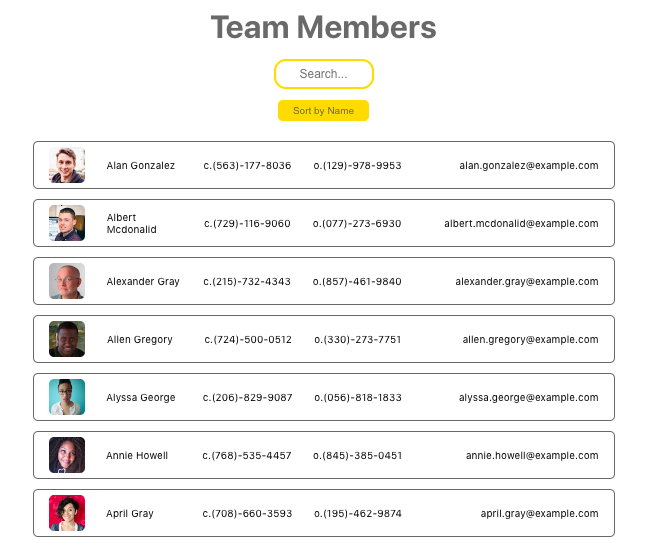 Team Members
Search...
Sort by Name
Alan Gonzalez c.(563)-177-8036 o.(129)-978-9953 alan.gonzalez@example.com
Albert
Mcdonalid c.(729)-116-9060 o.(077)-273-6930 albert.mcdonalid@example.com
Alexander Gray c.(215)-732-4343 o.(857)-461-9840 alexander.gray@example.com
Allen Gregory c.(724)-500-0512 o.(330)-273-7751 allen.gregory@example.com
Alyssa George c.(206)-829-9087 o.(056)-818-1833 alyssa.george@example.com
Annie Howell c.(768)-535-4457 o.(845)-385-0451 annie.howell@example.com
April Gray c.(708)-660-3593 o.(195)-462-9874 april.gray@example.com